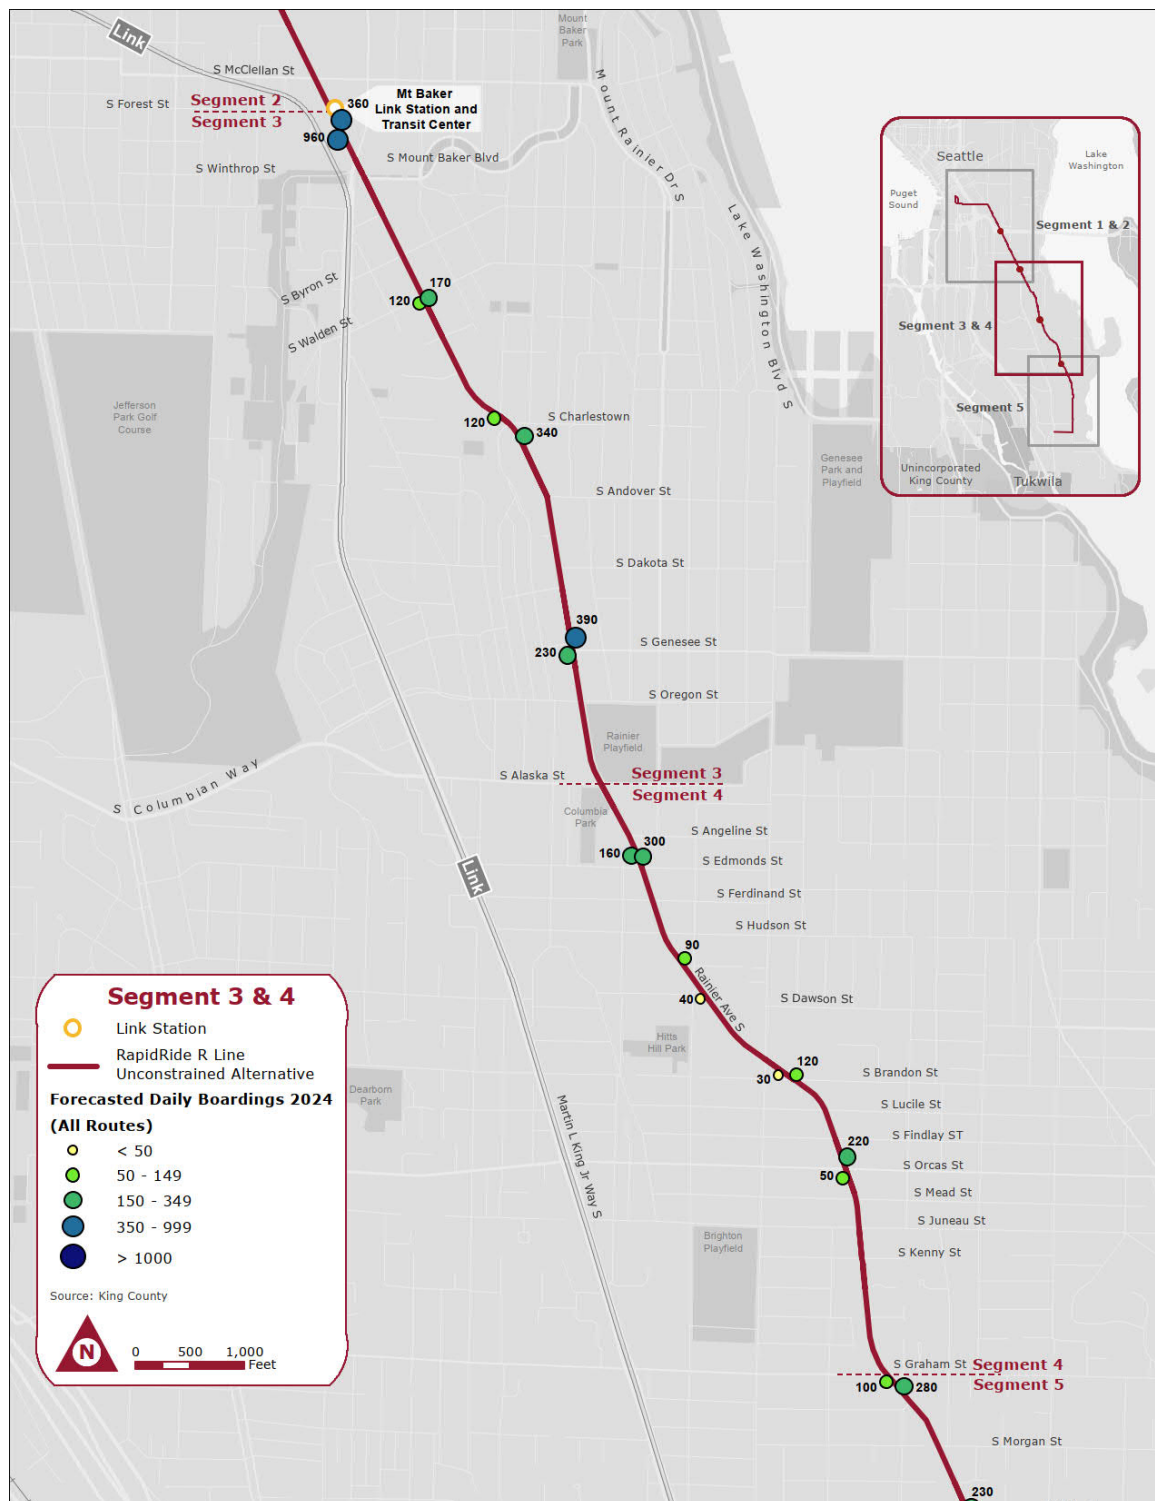 Mount
Baker
Park
Link
S McClellan St
S Forest St
Segment 2
Segment 3
360
960
Mt Baker
Link Station and
Transit Center
S Mount Baker Blvd
S Winthrop St
Mount Rainier Dr S
Lake Washington Blvd S
S Byron St
S Walden St
120
170
Jefferson
Park Golf
Course
120
340
S Charlestown
Genesee
Park and
Playfield
S Andover St
S Dakota St
390
230
S Genesee St
S Oregon St
Rainier
Playfield
S Columbian Way
S Alaska St
Segment 3
Segment 4
Columbia
Park
S Angeline St
160
300
S Edmonds St
Link
S Ferdinand St
S Hudson St
90
40
Rainier Ave S
S Dawson St
Hitts
Hill Park
30
120
S Brandon St
Dearborn
Park
Martin L King Jr Way S
S Lucile St
S Findlay ST
220
50
S Orcas St
S Mead St
S Juneau St
Brighton
Playfield
S Kenny St
S Graham St
Segment 4
Segment 5
100
280
S Morgan St
230
Seattle
Lake
Washington
Puget
Sound
Segment 1 & 2
Segment 3 & 4
Segment 5
Unincorporated
King County
Tukwila
Segment 3 & 4
Link Station
RapidRide R Line
Unconstrained Alternative
Forecasted Daily Boardings 2024
(All Routes)
< 50
50 - 149
150 - 349
350 - 999
> 1000
Source: King County
N
0 500 1,000
Feet